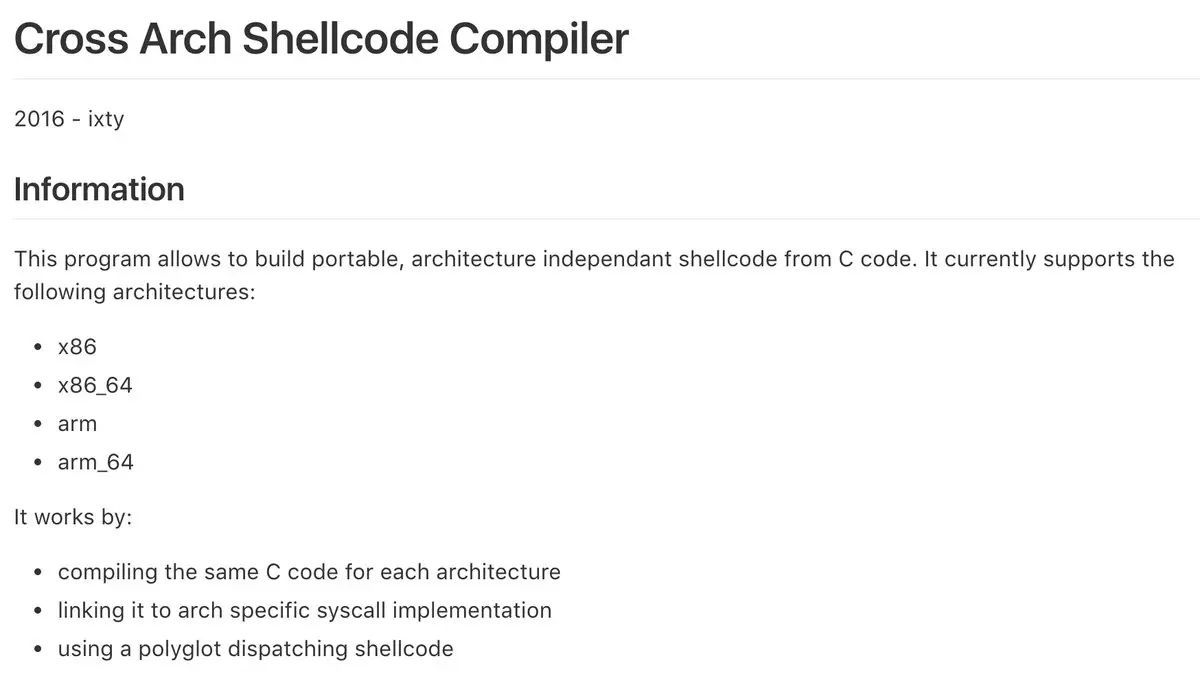 Cross Arch Shellcode Compiler
2016 - ixty
Information
This program allows to build portable, architecture independant shellcode from C code. It currently supports the
following architectures:
• x86
• x86_64
• arm
• arm_64
It works by:
• compiling the same C code for each architecture
• linking it to arch specific syscall implementation
• using a polyglot dispatching shellcode